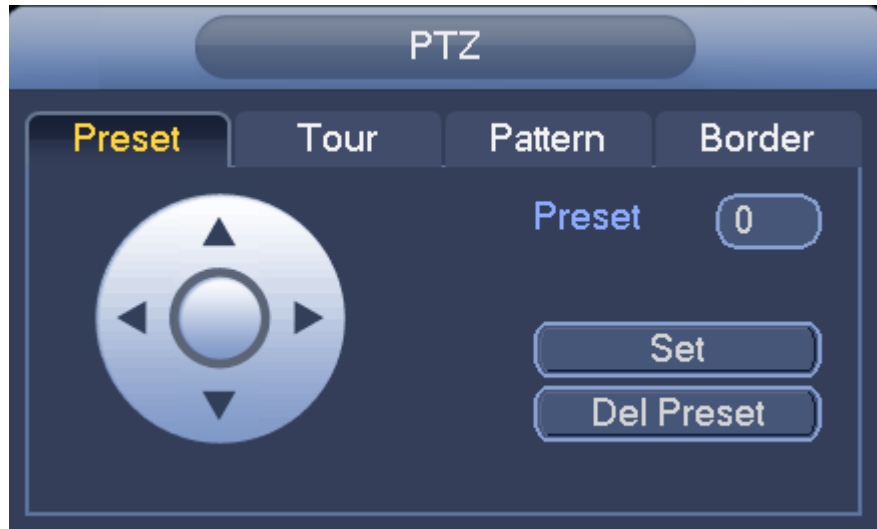 PTZ
Preset Tour Pattern Border
Preset 0
Set
Del Preset